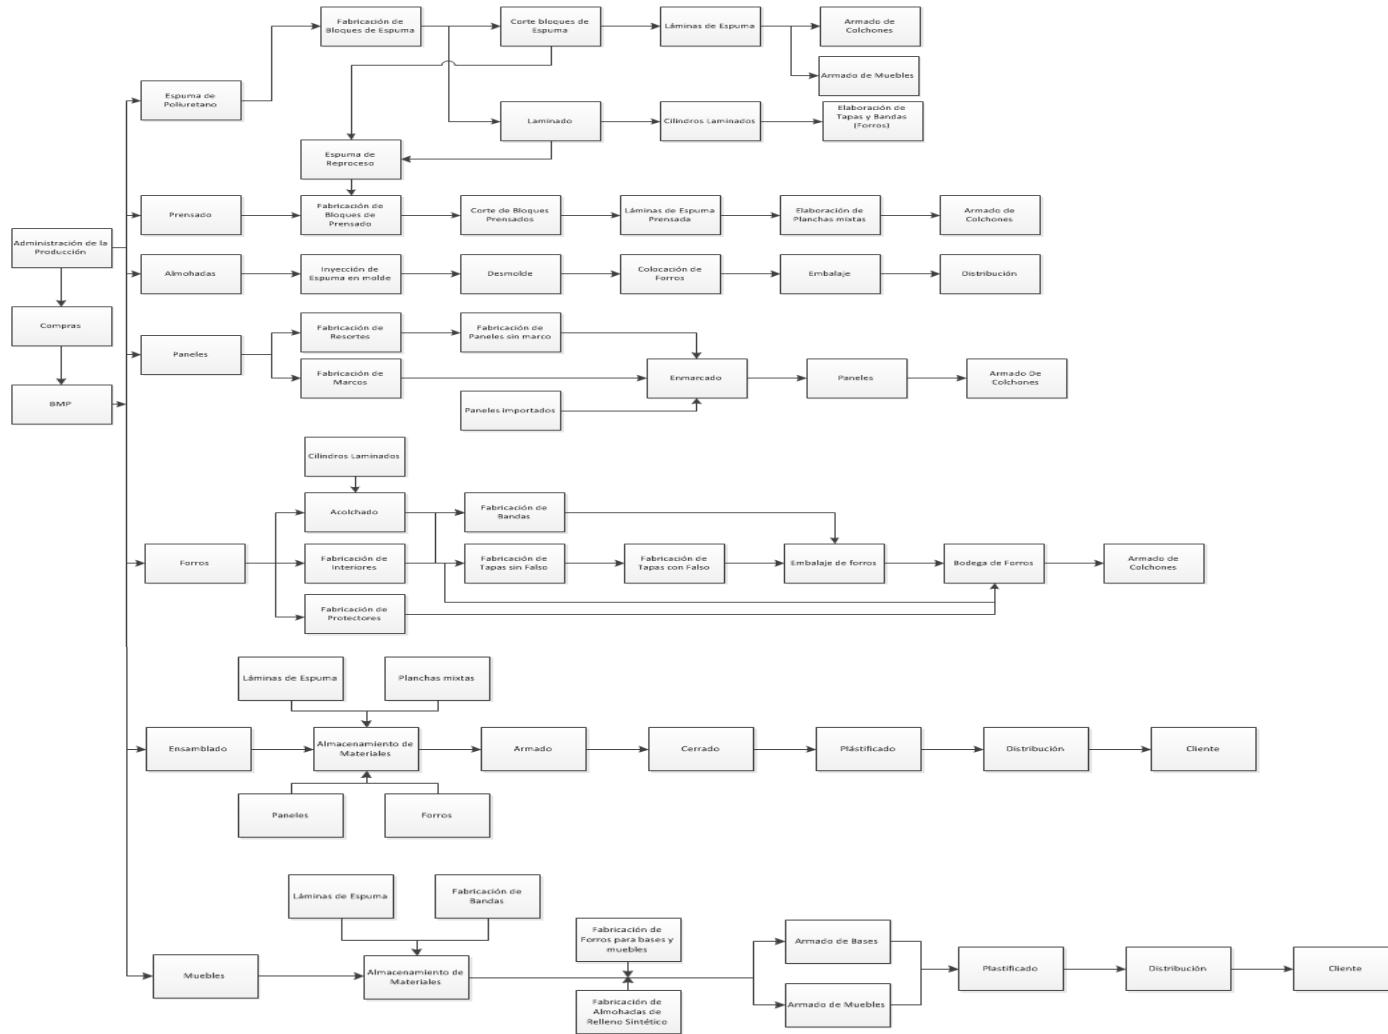 Fabricación de
Bloques de Espuma
Corte bloques de
Espuma
Láminas de Espuma
Armado de
Colchones
Armado de Muebles
Espuma de
Poliuretano
Laminado
Cilindros Laminados
Elaboración de
Tapas y Bandas
(Forros)
Espuma de
Reproceso
Prensado
Fabricación de
Bloques de
Prensado
Corte de Bloques
Prensados
Láminas de Espuma
Prensada
Elaboración de
Planchas mixtas
Armado de
Colchones
Administración de la
Producción
Almohadas
Inyección de
Espuma en molde
Desmolde
Colocación de
Forros
Embalaje
Distribución
Compras
Paneles
Fabricación de
Resortes
Fabricación de
Paneles sin marco
Fabricación de
Marcos
Enmarcado
Paneles
Armado De
Colchones
BMP
Paneles importados
Cilindros Laminados
Acolchado
Fabricación de
Bandas
Forros
Fabricación de
Interiores
Fabricación de
Tapas sin Falso
Fabricación de
Tapas con Falso
Embalaje de forros
Bodega de Forros
Armado de
Colchones
Fabricación de
Protectores
Láminas de Espuma
Planchas mixtas
Ensamblado
Almacenamiento de
Materiales
Armado
Cerrado
Plástificado
Distribución
Cliente
Paneles
Forros
Láminas de Espuma
Fabricación de
Bandas
Fabricación de
Forros para bases y
muebles
Armado de Bases
Muebles
Almacenamiento de
Materiales
Plastificado
Distribución
Cliente
Fabricación de
Almohadas de
Relleno Sintético
Armado de Muebles